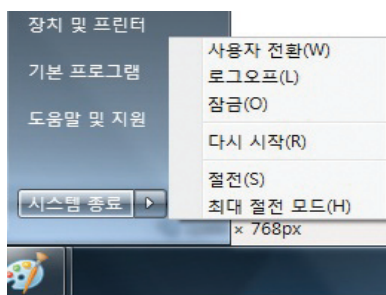 장치 및 프린터
기본 프로그램
도움말 및 지원
시스템 종료
사용자 전환(W)
로그오프(L)
잠금(O)
다시 시작(R)
절전(S)
최대 절전 모드(H)
× 768px